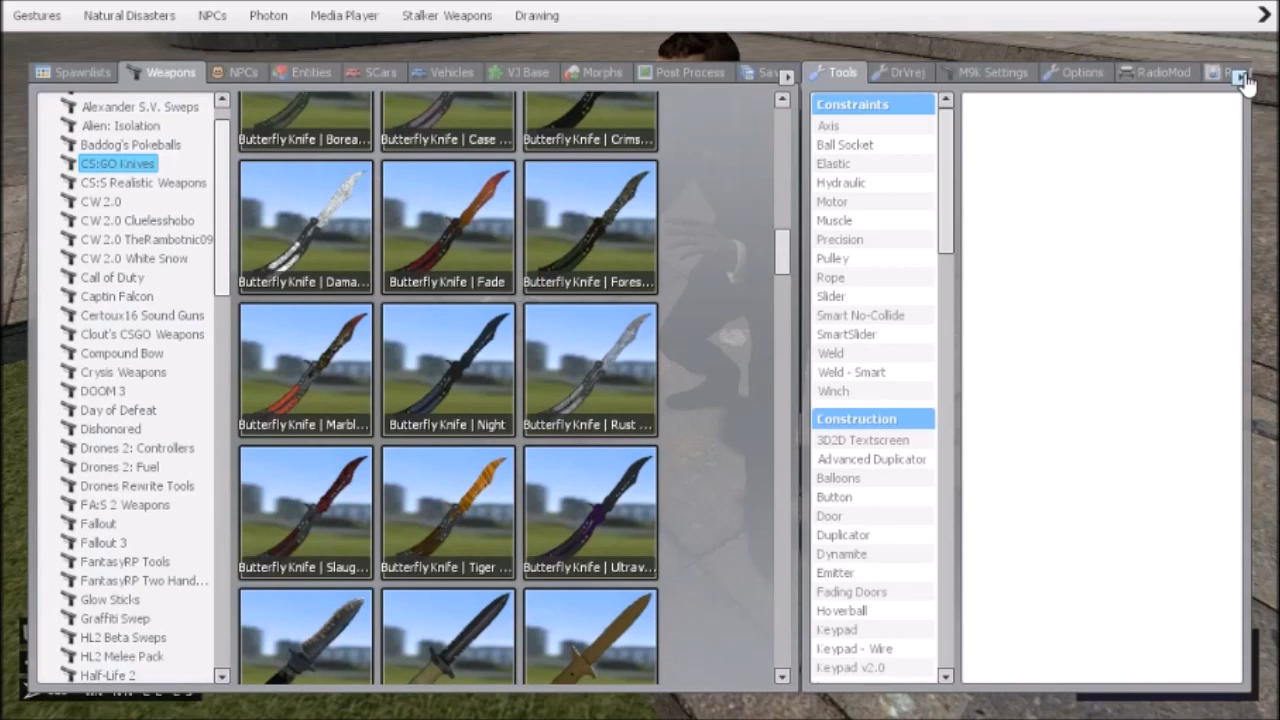 Gestures Natural Disasters NPCs Photon Media Player Stalker Weapons Drawing
Spawnlists Weapons NPCs Entities SCars Vehicles VJ Base Morphs Post Process
Tools DrVrej M9k Settings Options RadioMod
Alexander S.V. Sweps
Alien: Isolation
Baddog's Pokeballs
CS:GO Knives
CS:S Realistic Weapons
CW 2.0
CW 2.0 Cluelesshobo
CW 2.0 TheRambotnic09
CW 2.0 White Snow
Call of Duty
Captin Falcon
Certoux16 Sound Guns
Clout's CSGO Weapons
Compound Bow
Crysis Weapons
DOOM 3
Day of Defeat
Dishonored
Drones 2: Controllers
Drones 2: Fuel
Drones Rewrite Tools
FA:S 2 Weapons
Fallout
Fallout 3
FantasyRP Tools
FantasyRP Two Hand...
Glow Sticks
Graffiti Swep
HL2 Beta Sweps
HL2 Melee Pack
Half-Life 2
Butterfly Knife | Borea... Butterfly Knife | Case ... Butterfly Knife | Crims...
Butterfly Knife | Dama... Butterfly Knife | Fade Butterfly Knife | Fores...
Butterfly Knife | Marbl... Butterfly Knife | Night Butterfly Knife | Rust ...
Butterfly Knife | Slaug... Butterfly Knife | Tiger ... Butterfly Knife | Ultrav...
Constraints
Axis
Ball Socket
Elastic
Hydraulic
Motor
Muscle
Precision
Pulley
Rope
Slider
Smart No-Collide
SmartSlider
Weld
Weld - Smart
Winch
Construction
3D2D Textscreen
Advanced Duplicator
Balloons
Button
Door
Duplicator
Dynamite
Emitter
Fading Doors
Hoverball
Keypad
Keypad - Wire
Keypad v2.0